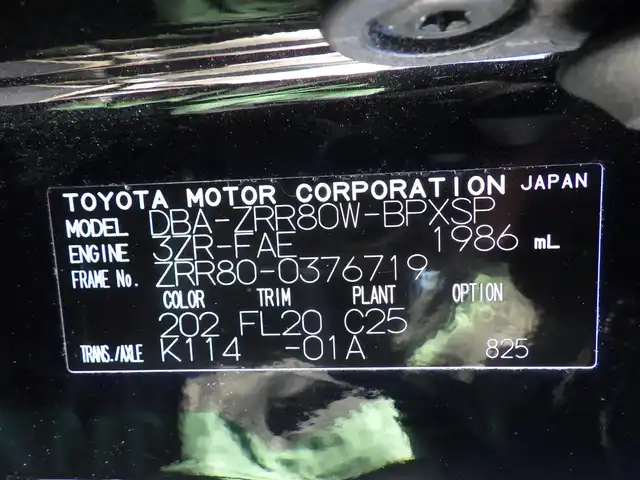 TOYOTA MOTOR CORPORATION JAPAN
MODEL DBA-ZRR80W-BPXSP
ENGINE 3ZR-FAE 1986 mL
FRAME No. ZRR80-0376719
COLOR TRIM PLANT OPTION
202 FL20 C25
TRANS./AXLE K114 -01A 825